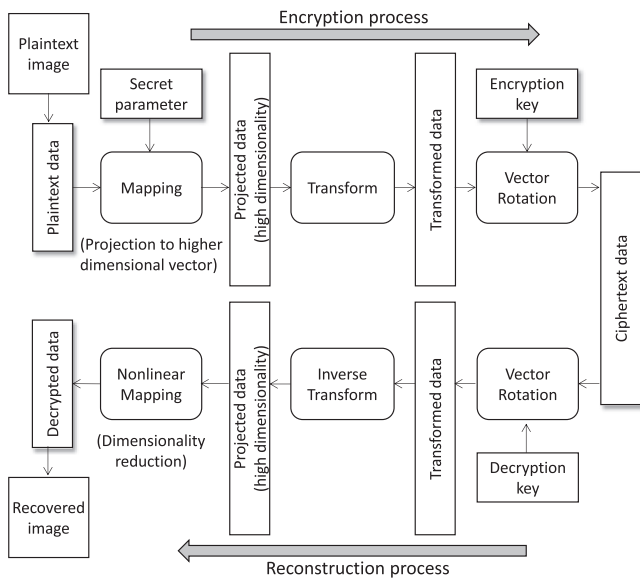 Encryption process
Plaintext
image
Secret
parameter
Encryption
key
Plaintext data
Mapping
Projected data
(high dimensionality)
Transform
Transformed data
Vector
Rotation
(Projection to higher
dimensional vector)
Ciphertext data
Decrypted data
Nonlinear
Mapping
Projected data
(high dimensionality)
Inverse
Transform
Transformed data
Vector
Rotation
(Dimensionality
reduction)
Decryption
key
Recovered
image
Reconstruction process